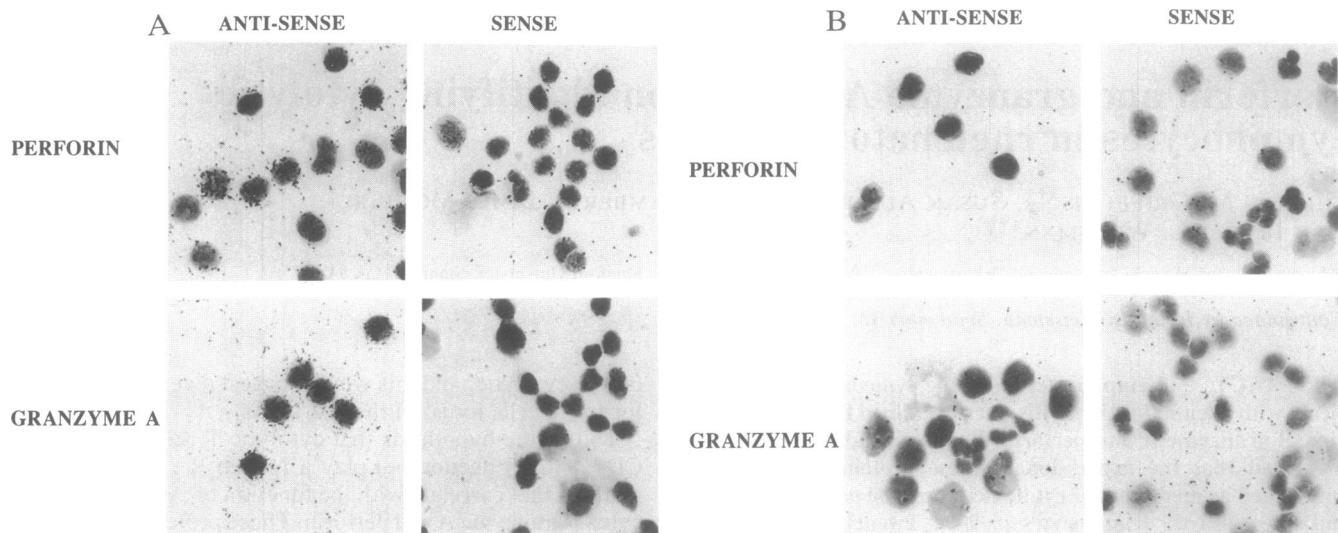 A ANTI-SENSE SENSE
PERFORIN
GRANZYME A
B ANTI-SENSE SENSE
PERFORIN
GRANZYME A